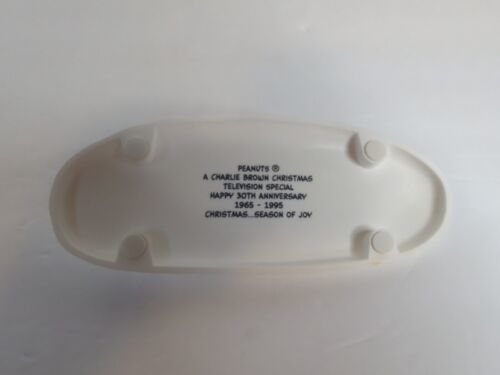 PEANUTS ®
A CHARLIE BROWN CHRISTMAS
TELEVISION SPECIAL
HAPPY 30TH ANNIVERSARY
1965 - 1995
CHRISTMAS...SEASON OF JOY